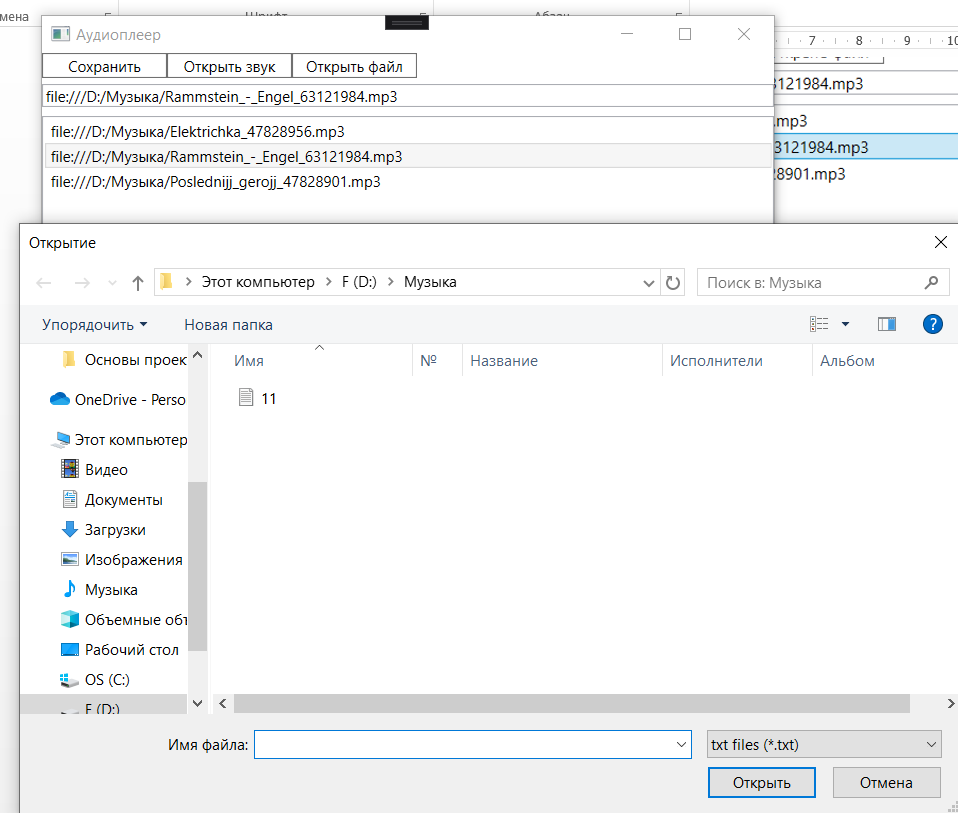 мена
Аудиоплеер
Сохранить Открыть звук Открыть файл
file:///D:/Музыка/Rammstein_-_Engel_63121984.mp3
file:///D:/Музыка/Elektrichka_47828956.mp3
file:///D:/Музыка/Rammstein_-_Engel_63121984.mp3
file:///D:/Музыка/Poslednijj_gerojj_47828901.mp3
7 8 9 10
3121984.mp3
.mp3
3121984.mp3
28901.mp3
Открытие
Этот компьютер F (D:) Музыка
Поиск в: Музыка
Упорядочить Новая папка
Основы проек
OneDrive - Perso
Этот компьютер
Видео
Документы
Загрузки
Изображения
Музыка
Объемные объ
Рабочий стол
OS (C:)
F (D:)
Имя № Название Исполнители Альбом
11
Имя файла: txt files (*.txt)
Открыть Отмена